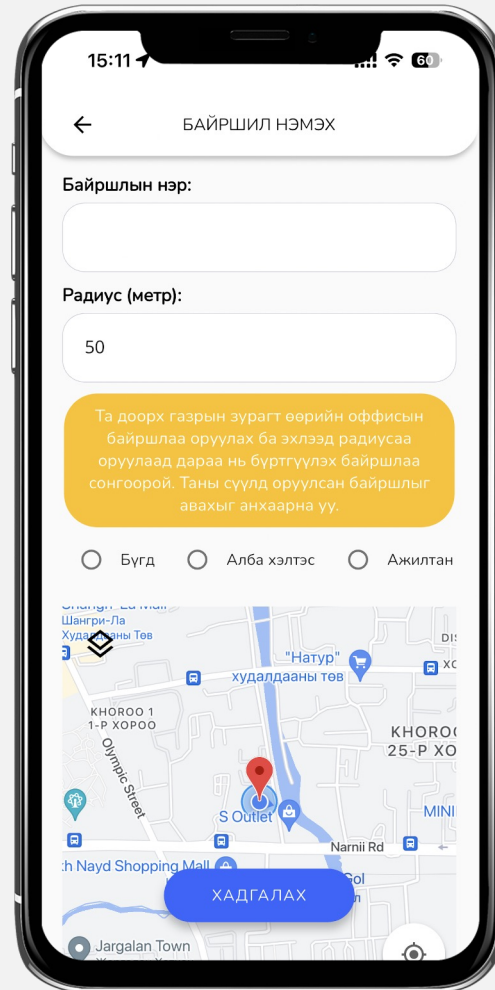 15:11
60
БАЙРШИЛ НЭМЭХ
Байршлын нэр:
Радиус (метр):
50
Та доорх газрын зурагт өөрийн оффисын
байршлаа оруулах ба эхлээд радиусаа
оруулаад дараа нь бүртгүүлэх байршлаа
сонгоорой. Таны сүүлд оруулсан байршлыг
авахыг анхаарна уу.
Бүгд
Алба хэлтэс
Ажилтан
Шангри-Ла
Худалдааны Төв
"Натур"
худалдааны төв
KHOROO 1
1-Р ХОРОО
Olympic Street
KHOROO
25-Р ХО
S Outlet
MINI
Narnii Rd
th Nayd Shopping Mall
Gol
ХАДГАЛАХ
Jargalan Town